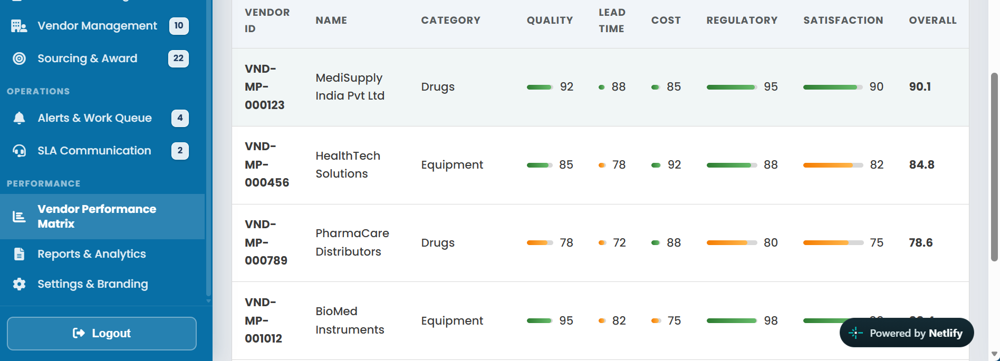 Vendor Management 10
Sourcing & Award 22
OPERATIONS
Alerts & Work Queue 4
SLA Communication 2
PERFORMANCE
Vendor Performance
Matrix
Reports & Analytics
Settings & Branding
Logout
VENDOR ID NAME CATEGORY QUALITY LEAD TIME COST REGULATORY SATISFACTION OVERALL
VND-MP-000123 MediSupply India Pvt Ltd Drugs 92 88 85 95 90 90.1
VND-MP-000456 HealthTech Solutions Equipment 85 78 92 88 82 84.8
VND-MP-000789 PharmaCare Distributors Drugs 78 72 88 80 75 78.6
VND-MP-001012 BioMed Instruments Equipment 95 82 75 98
Powered by Netlify